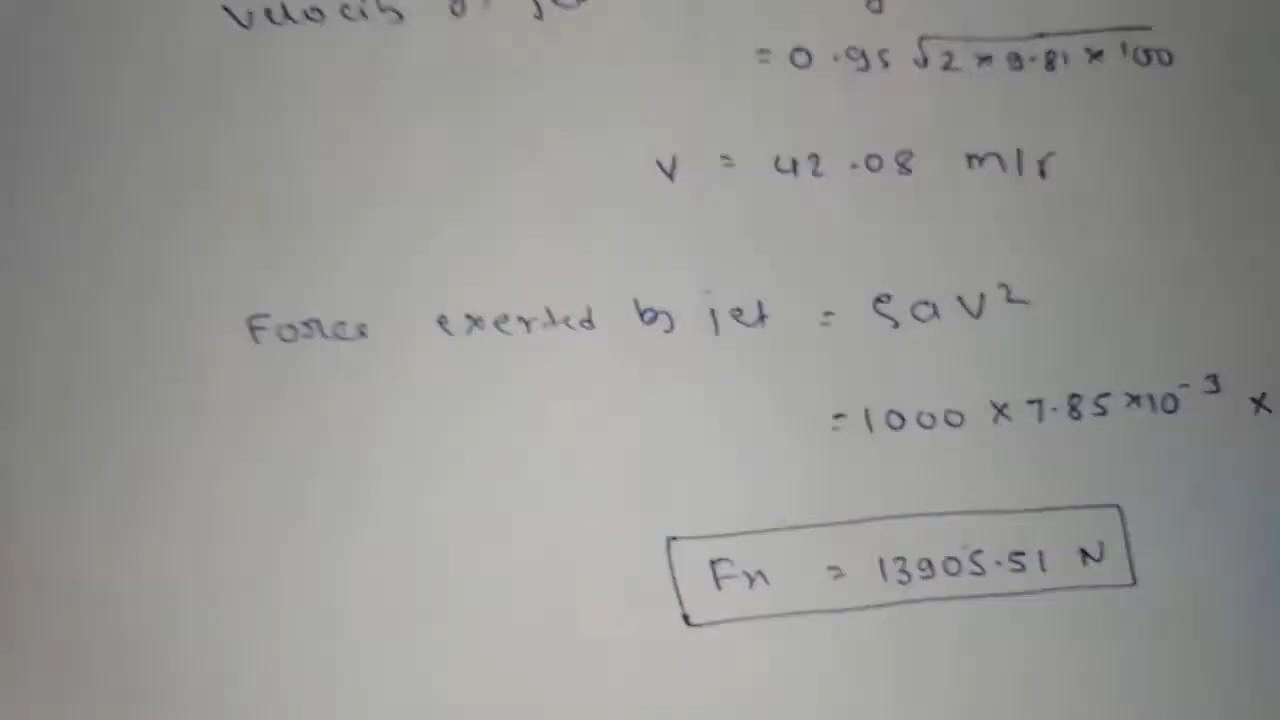 = 0.95 √2 × 9.81 × 100
V = 42.08 m/s
Force exerted by jet = ρaV²
= 1000 × 7.85 × 10⁻³ ×
Fx = 13905.51 N